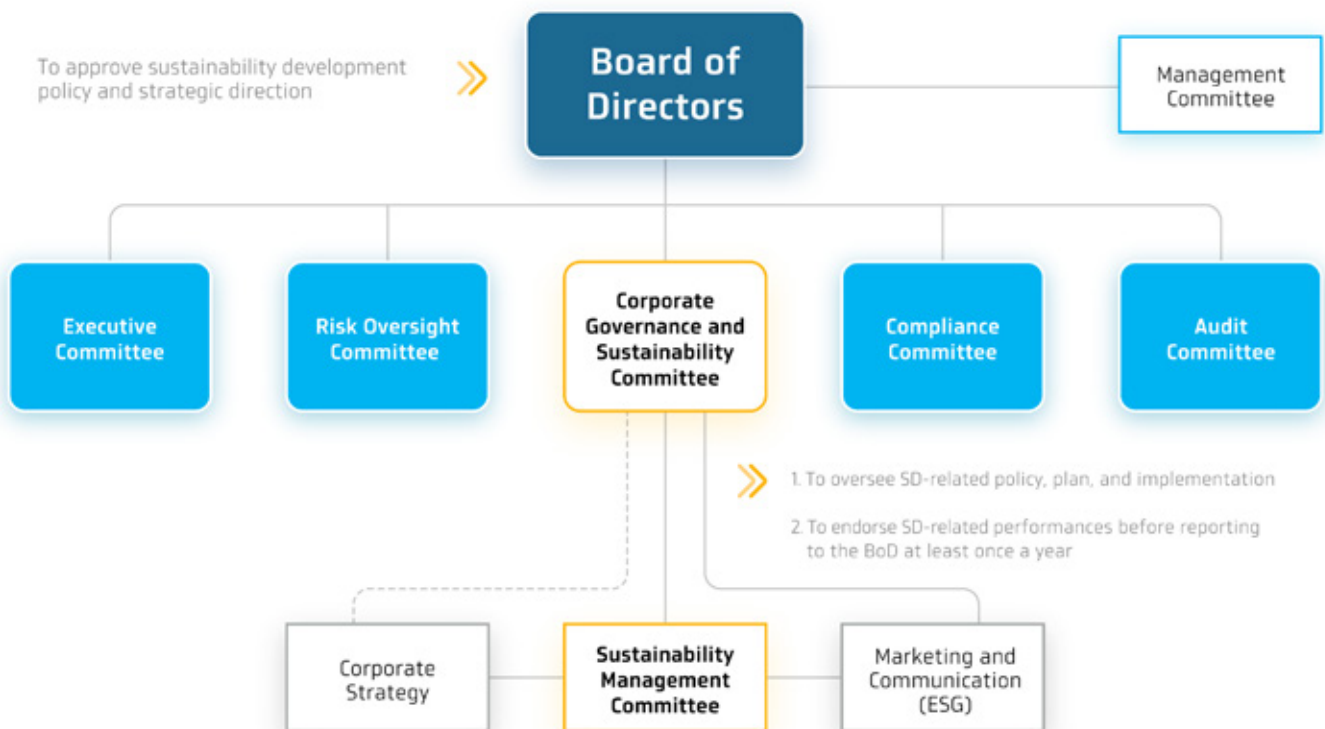 To approve sustainability development
policy and strategic direction
Board of
Directors
Management
Committee
Executive
Committee
Risk Oversight
Committee
Corporate
Governance and
Sustainability
Committee
Compliance
Committee
Audit
Committee
1. To oversee SD-related policy, plan, and implementation
2. To endorse SD-related performances before reporting
to the BoD at least once a year
Corporate
Strategy
Sustainability
Management
Committee
Marketing and
Communication
(ESG)